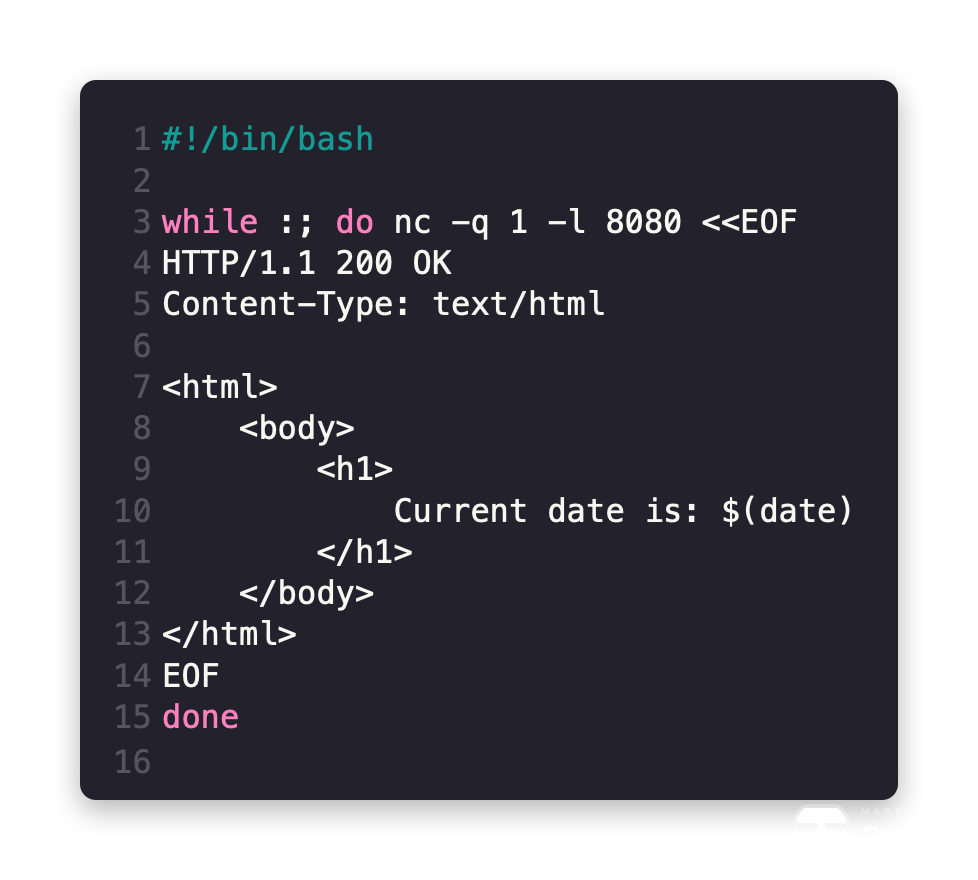 1 #!/bin/bash
2
3 while :; do nc -q 1 -l 8080 <<EOF
4 HTTP/1.1 200 OK
5 Content-Type: text/html
6
7 <html>
8     <body>
9         <h1>
10             Current date is: $(date)
11         </h1>
12     </body>
13 </html>
14 EOF
15 done
16